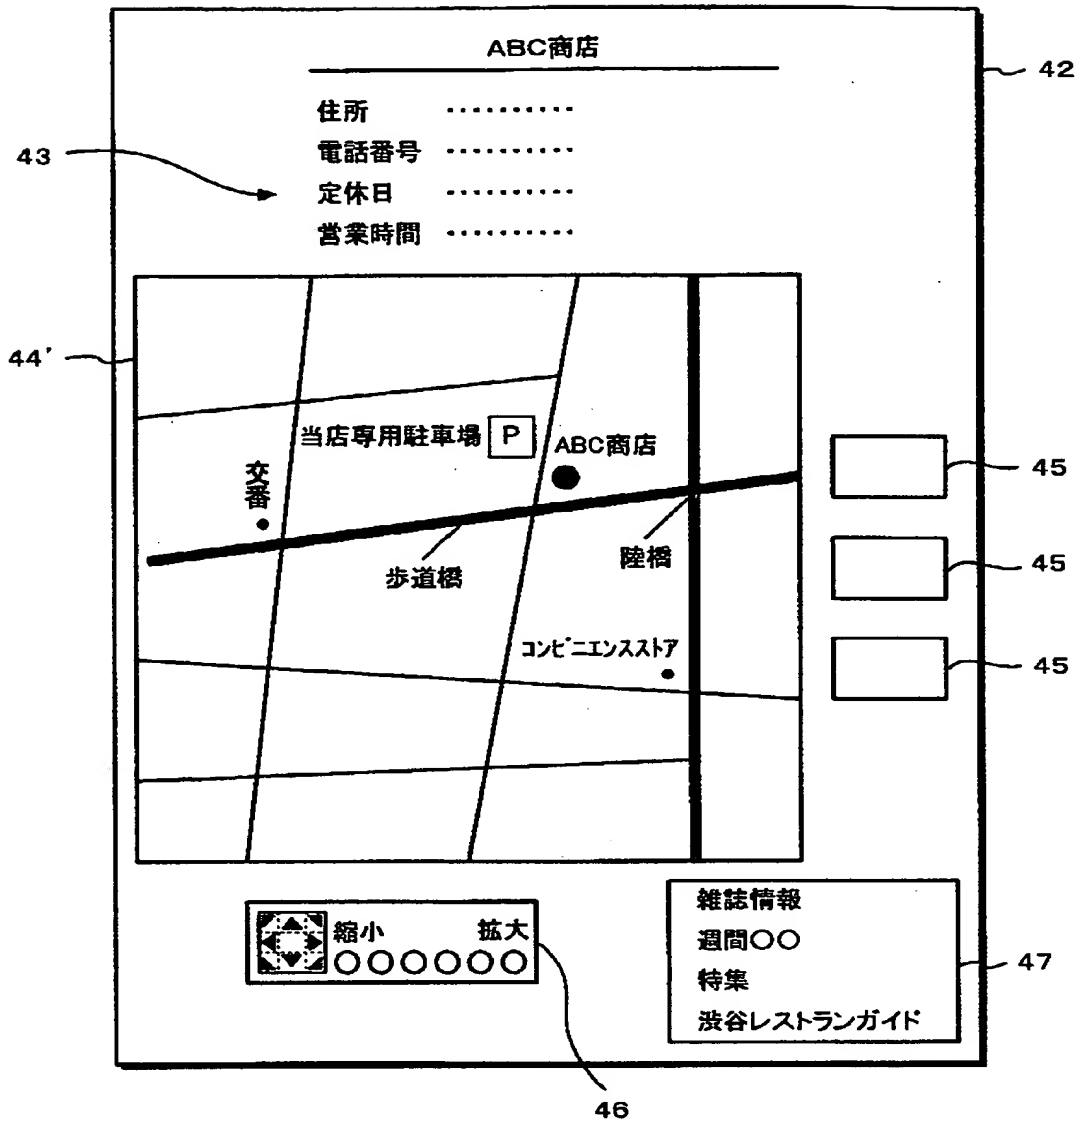 ABC商店
42
住所 ・・・・・・・・・・
43
電話番号 ・・・・・・・・・・
定休日 ・・・・・・・・・・
営業時間 ・・・・・・・・・・
44'
当店専用駐車場 P
ABC商店
交番
45
歩道橋
陸橋
45
コンビニエンスストア
45
縮小 拡大
雑誌情報
週間○○
特集
渋谷レストランガイド
47
46